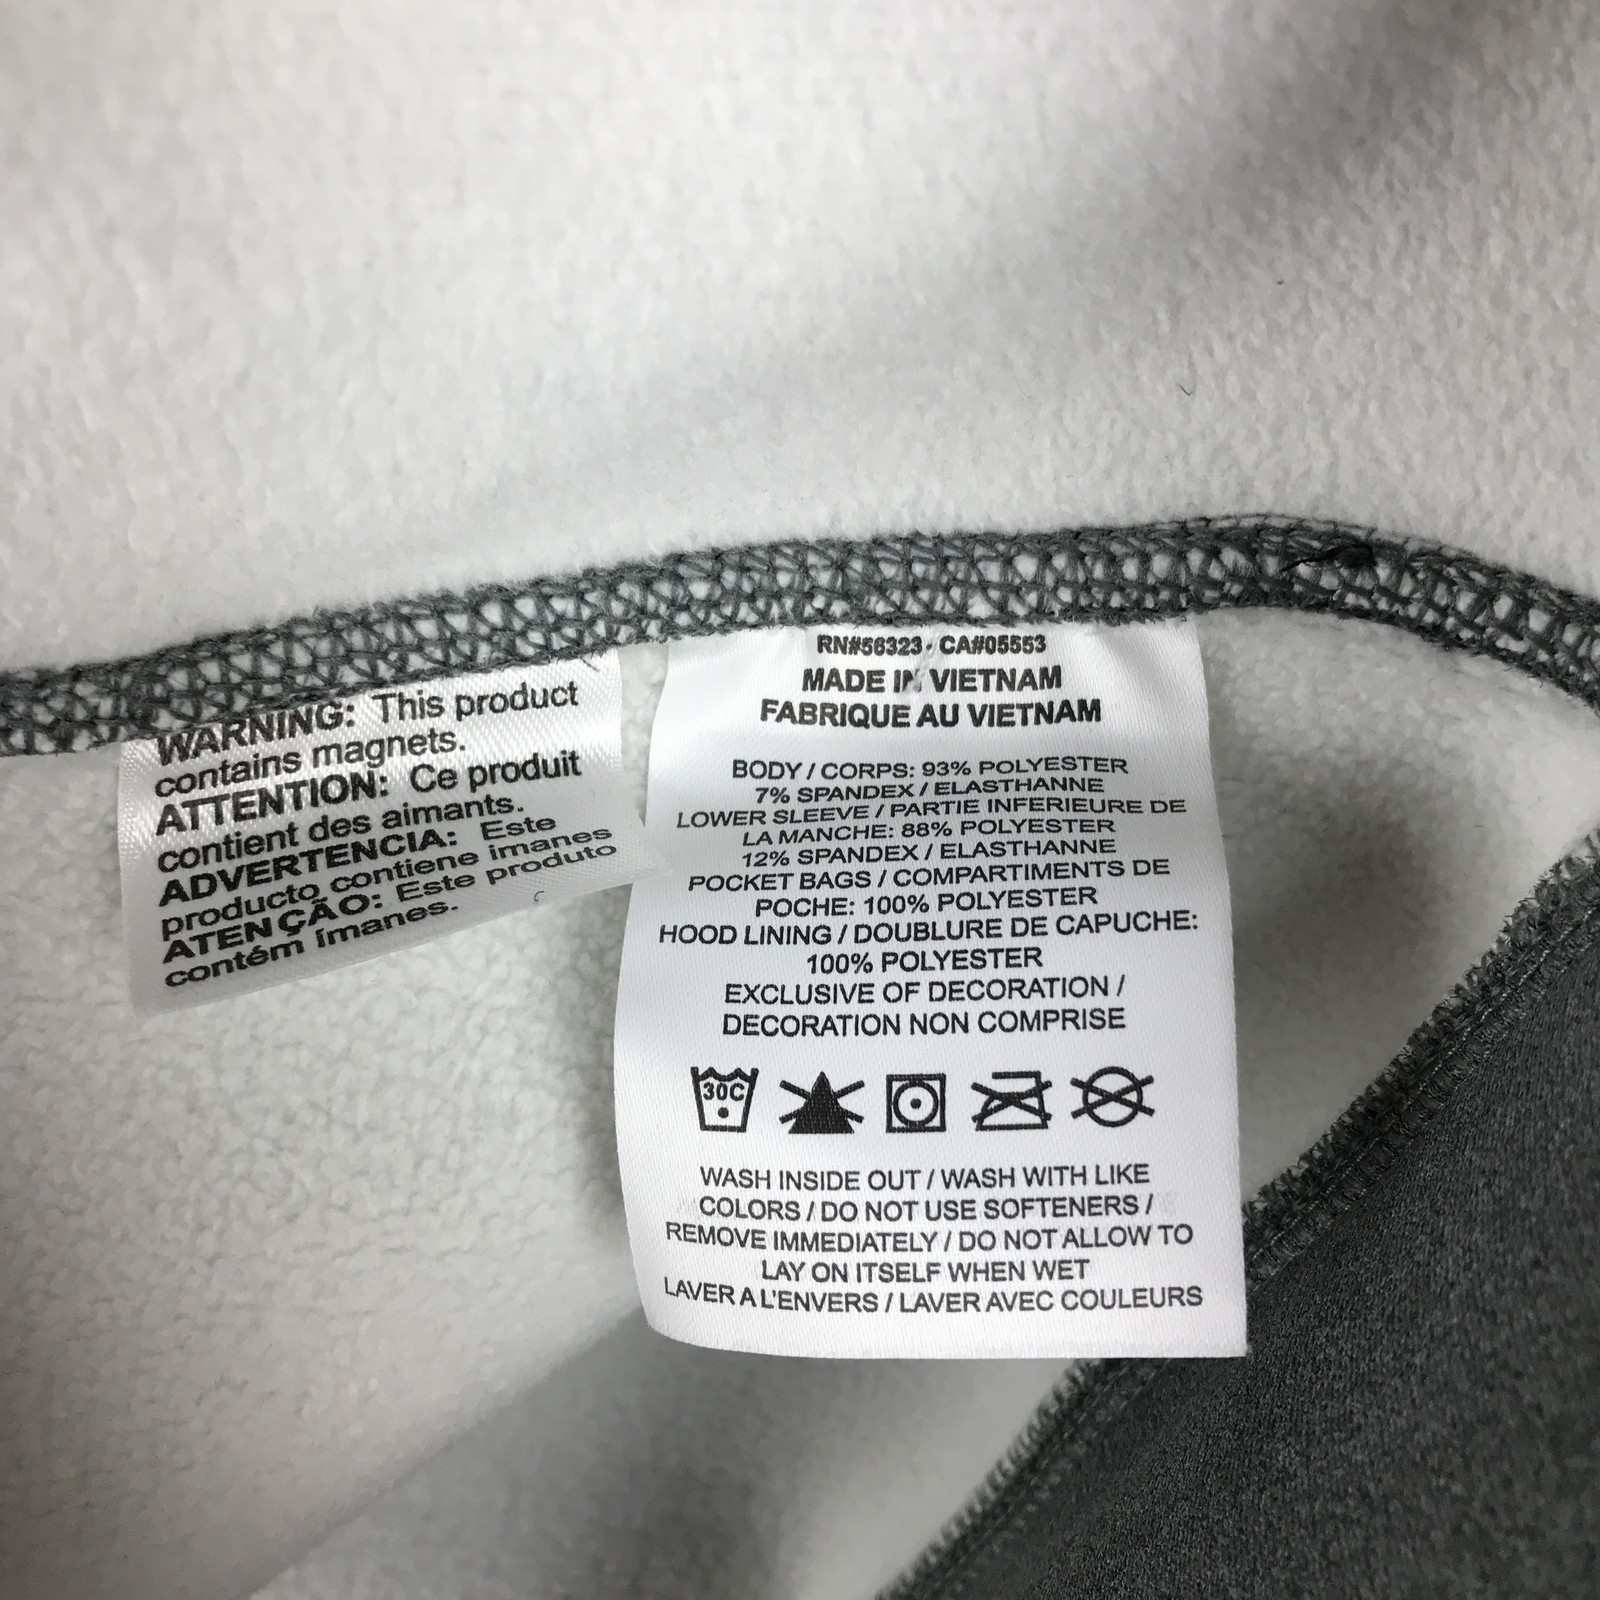 WARNING: This product
contains magnets.
ATTENTION: Ce produit
contient des aimants.
ADVERTENCIA: Este
producto contiene imanes
ATENÇÃO: Este produto
contém ímanes.
RN#56323 · CA#05553
MADE IN VIETNAM
FABRIQUE AU VIETNAM
BODY / CORPS: 93% POLYESTER
7% SPANDEX / ELASTHANNE
LOWER SLEEVE / PARTIE INFERIEURE DE
LA MANCHE: 88% POLYESTER
12% SPANDEX / ELASTHANNE
POCKET BAGS / COMPARTIMENTS DE
POCHE: 100% POLYESTER
HOOD LINING / DOUBLURE DE CAPUCHE:
100% POLYESTER
EXCLUSIVE OF DECORATION /
DECORATION NON COMPRISE
30C
WASH INSIDE OUT / WASH WITH LIKE
COLORS / DO NOT USE SOFTENERS /
REMOVE IMMEDIATELY / DO NOT ALLOW TO
LAY ON ITSELF WHEN WET
LAVER A L'ENVERS / LAVER AVEC COULEURS